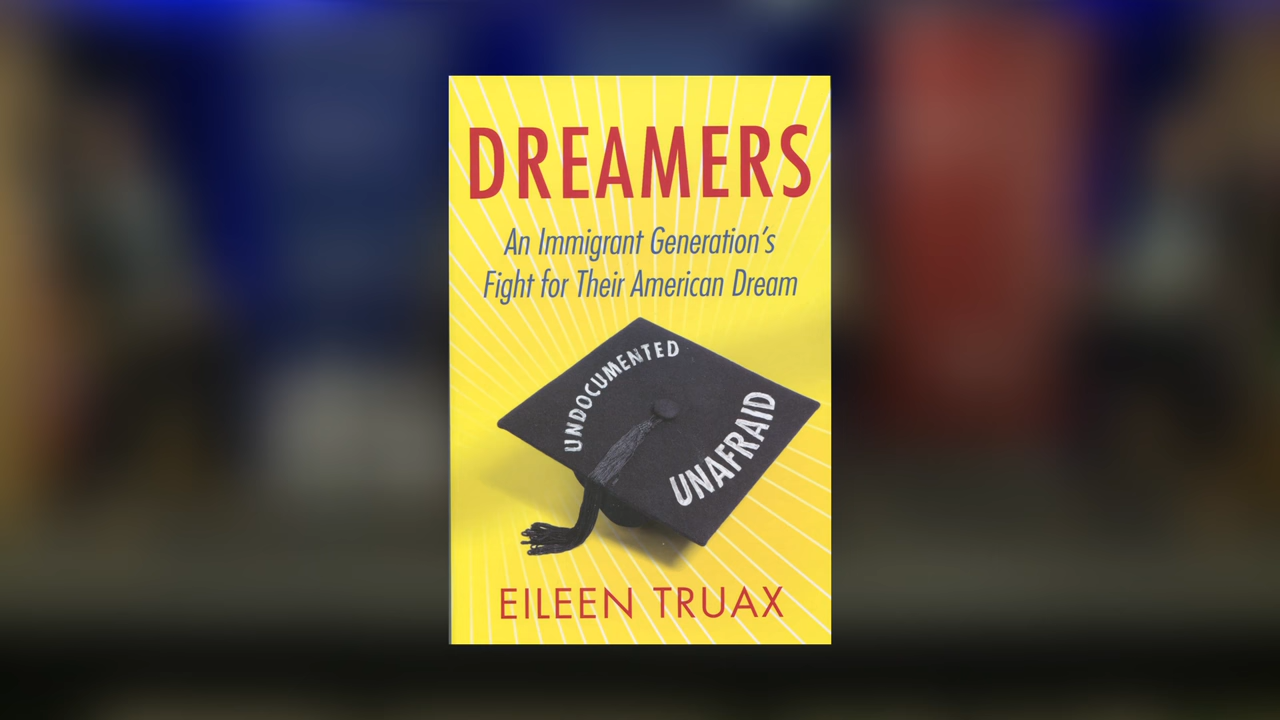 DREAMERS
An Immigrant Generation's
Fight for Their American Dream
UNDOCUMENTED
UNAFRAID
EILEEN TRUAX